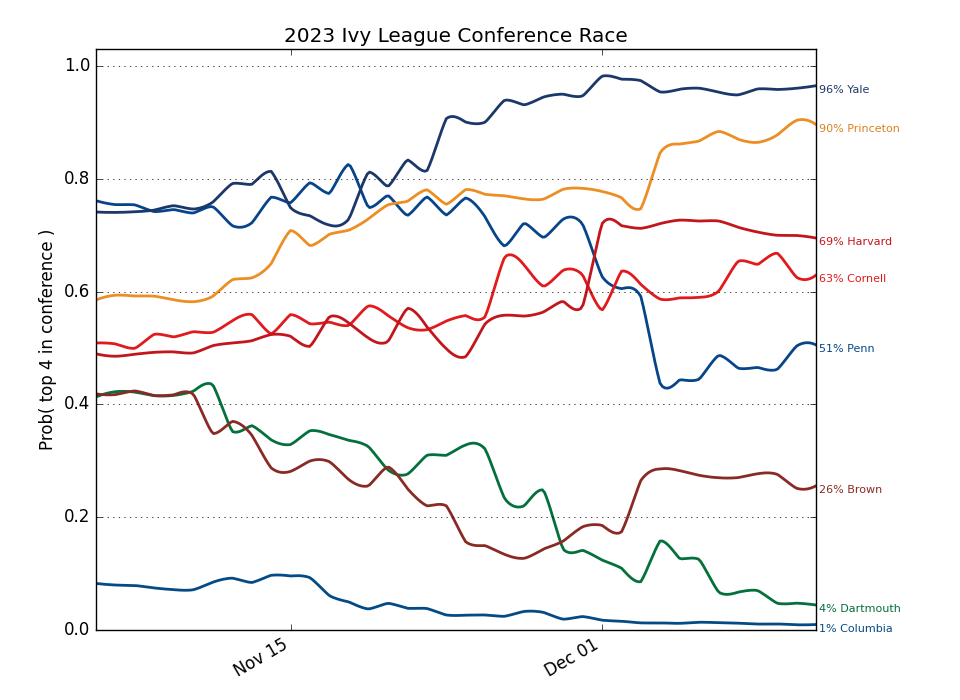 2023 Ivy League Conference Race
Prob( top 4 in conference )
1.0
0.8
0.6
0.4
0.2
0.0
Nov 15
Dec 01
96% Yale
90% Princeton
69% Harvard
63% Cornell
51% Penn
26% Brown
4% Dartmouth
1% Columbia